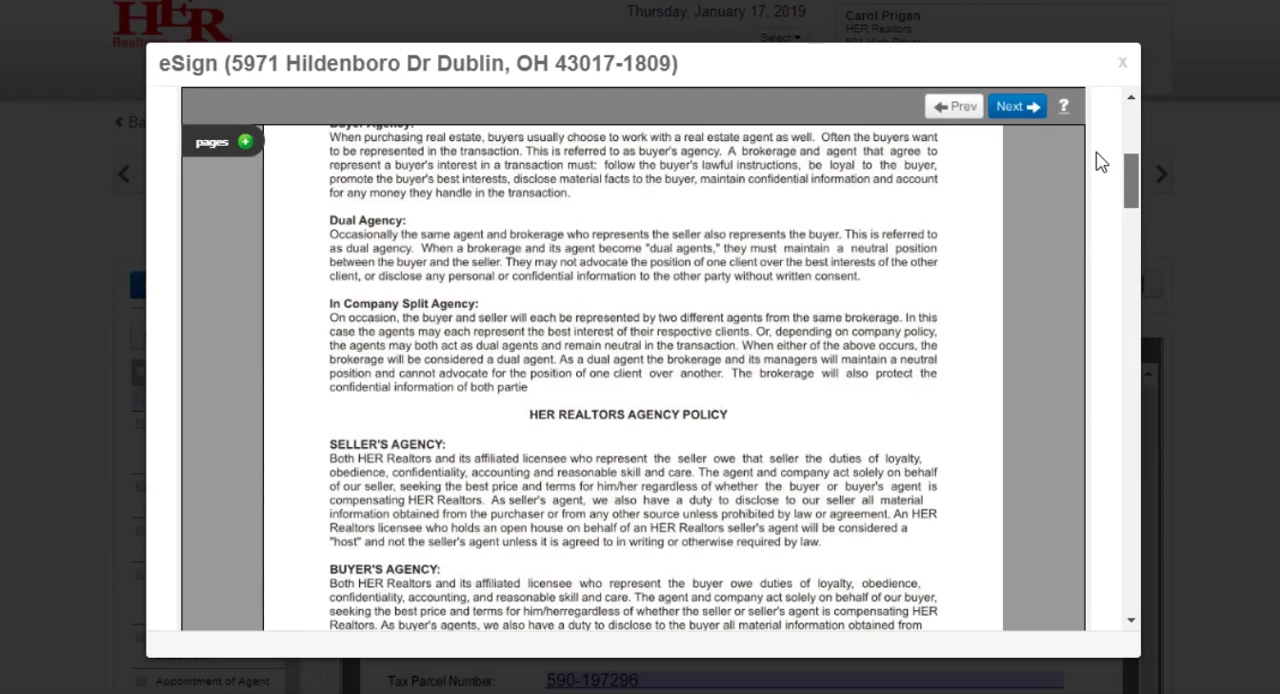 HER
Realtors
Thursday, January 17, 2019
Select
Carol Prigan
HER Realtors
eSign (5971 Hildenboro Dr Dublin, OH 43017-1809)
x
Prev
Next
?
pages
Buyer Agency:
When purchasing real estate, buyers usually choose to work with a real estate agent as well. Often the buyers want
to be represented in the transaction. This is referred to as buyer's agency. A brokerage and agent that agree to
represent a buyer's interest in a transaction must: follow the buyer's lawful instructions, be loyal to the buyer,
promote the buyer's best interests, disclose material facts to the buyer, maintain confidential information and account
for any money they handle in the transaction.
Dual Agency:
Occasionally the same agent and brokerage who represents the seller also represents the buyer. This is referred to
as dual agency. When a brokerage and its agent become "dual agents," they must maintain a neutral position
between the buyer and the seller. They may not advocate the position of one client over the best interests of the other
client, or disclose any personal or confidential information to the other party without written consent.
In Company Split Agency:
On occasion, the buyer and seller will each be represented by two different agents from the same brokerage. In this
case the agents may each represent the best interest of their respective clients. Or, depending on company policy,
the agents may both act as dual agents and remain neutral in the transaction. When either of the above occurs, the
brokerage will be considered a dual agent. As a dual agent the brokerage and its managers will maintain a neutral
position and cannot advocate for the position of one client over another. The brokerage will also protect the
confidential information of both partie
HER REALTORS AGENCY POLICY
SELLER'S AGENCY:
Both HER Realtors and its affiliated licensee who represent the seller owe that seller the duties of loyalty,
obedience, confidentiality, accounting and reasonable skill and care. The agent and company act solely on behalf
of our seller, seeking the best price and terms for him/her regardless of whether the buyer or buyer's agent is
compensating HER Realtors. As seller's agent, we also have a duty to disclose to our seller all material
information obtained from the purchaser or from any other source unless prohibited by law or agreement. An HER
Realtors licensee who holds an open house on behalf of an HER Realtors seller's agent will be considered a
"host" and not the seller's agent unless it is agreed to in writing or otherwise required by law.
BUYER'S AGENCY:
Both HER Realtors and its affiliated licensee who represent the buyer owe duties of loyalty, obedience,
confidentiality, accounting, and reasonable skill and care. The agent and company act solely on behalf of our buyer,
seeking the best price and terms for him/herregardless of whether the seller or seller's agent is compensating HER
Realtors. As buyer's agents, we also have a duty to disclose to the buyer all material information obtained from
Appointment of Agent
Tax Parcel Number:
590-197296